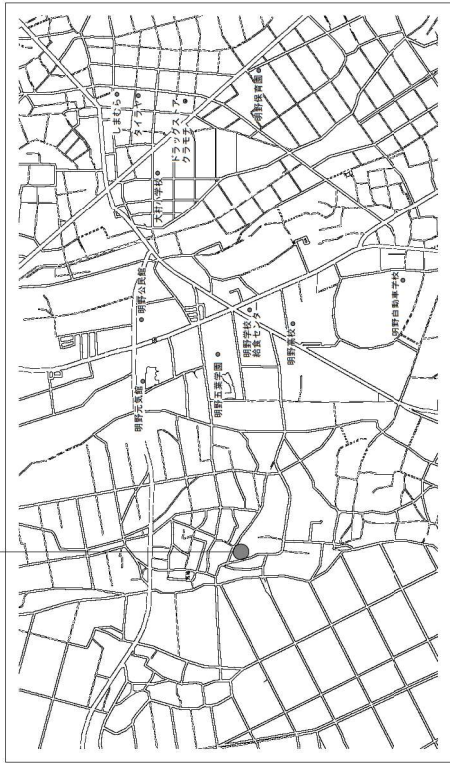 しまむら
タイラヤ
ドラッグストアー
クラモチ
明野保育園
大村小学校
明野公民館
明野元気館
明野五葉学園
明野学校
給食センター
明野高校
明野自動車学校